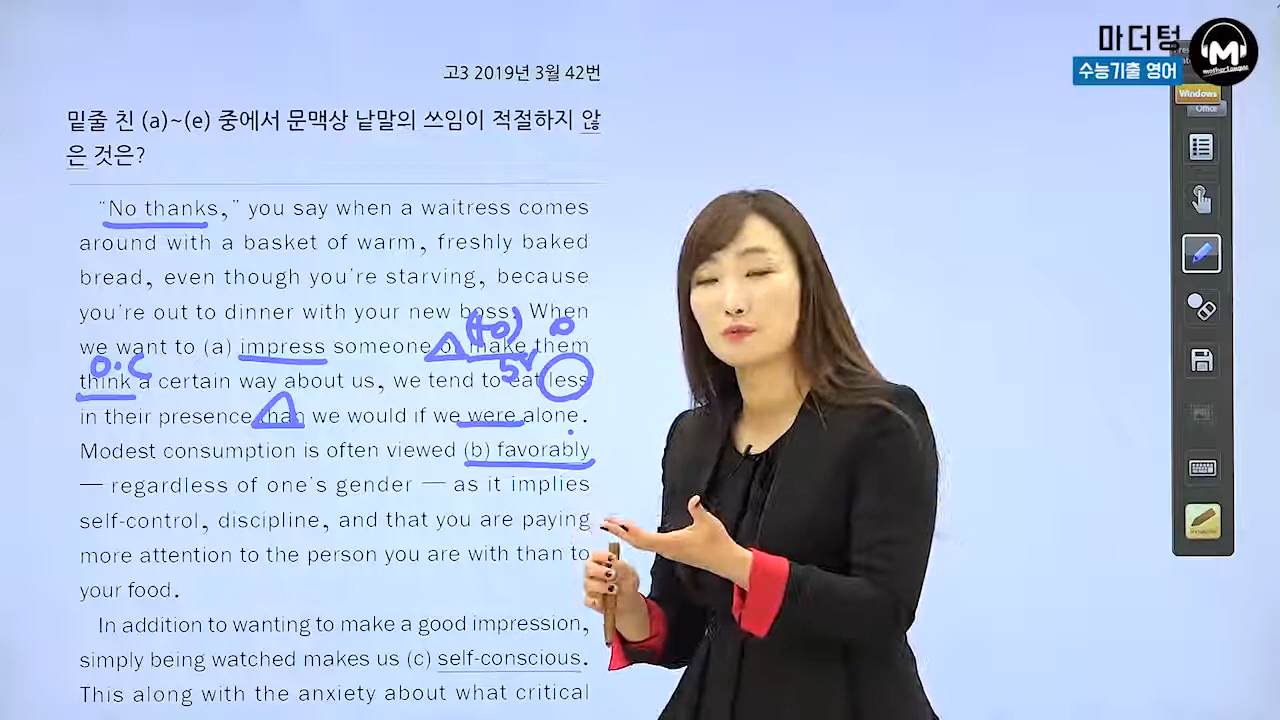 마더텅
수능기출 영어
M
mothertongue
고3 2019년 3월 42번
밑줄 친 (a)~(e) 중에서 문맥상 낱말의 쓰임이 적절하지 않
은 것은?
“No thanks,” you say when a waitress comes
around with a basket of warm, freshly baked
bread, even though you're starving, because
you're out to dinner with your new boss. When
we want to (a) impress someone make them
think a certain way about us, we tend to eat less
in their presence than we would if we alone.
Modest consumption is often viewed (b) favorably
— regardless of one's gender — as it implies
self-control, discipline, and that you are paying
more attention to the person you are with than to
your food.
In addition to wanting to make a good impression,
simply being watched makes us (c) self-conscious.
This along with the anxiety about what critical
(to)
O
O·C
Windows
Office